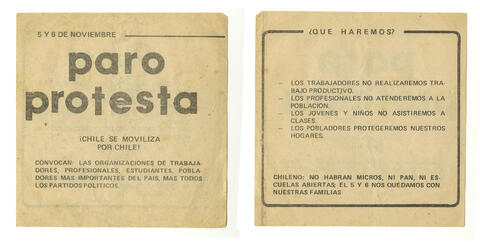 5 Y 6 DE NOVIEMBRE
paro
protesta
¡CHILE SE MOVILIZA
POR CHILE!
CONVOCAN: LAS ORGANIZACIONES DE TRABAJA-
DORES, PROFESIONALES, ESTUDIANTES, POBLA-
DORES MAS IMPORTANTES DEL PAIS, MAS TODOS
LOS PARTIDOS POLITICOS.
¿QUE HAREMOS?
— LOS TRABAJADORES NO REALIZAREMOS TRA-
BAJO PRODUCTIVO.
— LOS PROFESIONALES NO ATENDEREMOS A LA
POBLACION.
— LOS JOVENES Y NIÑOS NO ASISTIREMOS A
CLASES.
— LOS POBLADORES PROTEGEREMOS NUESTROS
HOGARES.
CHILENO: NO HABRAN MICROS, NI PAN, NI ES-
CUELAS ABIERTAS; EL 5 Y 6 NOS QUEDAMOS CON
NUESTRAS FAMILIAS